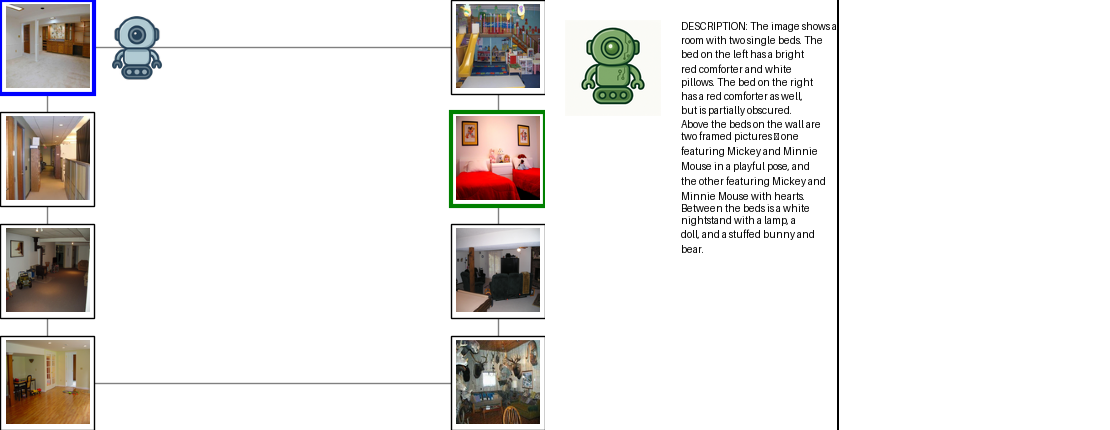 DESCRIPTION: The image shows a
room with two single beds. The
bed on the left has a bright
red comforter and white
pillows. The bed on the right
has a red comforter as well,
but is partially obscured.
Above the beds on the wall are
two framed pictures☒one
featuring Mickey and Minnie
Mouse in a playful pose, and
the other featuring Mickey and
Minnie Mouse with hearts.
Between the beds is a white
nightstand with a lamp, a
doll, and a stuffed bunny and
bear.